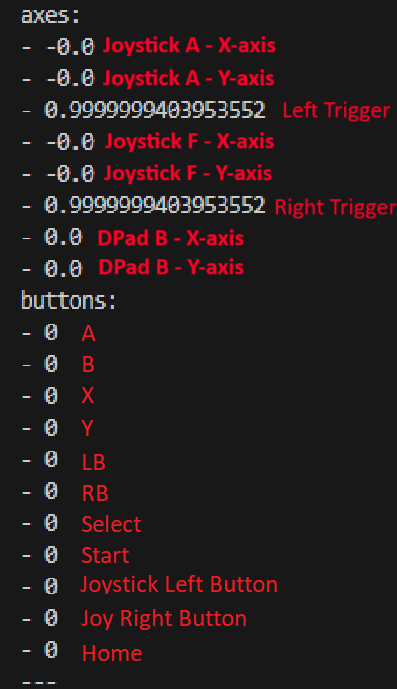 axes:
- -0.0 Joystick A - X-axis
- -0.0 Joystick A - Y-axis
- 0.9999999403953552 Left Trigger
- -0.0 Joystick F - X-axis
- -0.0 Joystick F - Y-axis
- 0.9999999403953552 Right Trigger
- 0.0 DPad B - X-axis
- 0.0 DPad B - Y-axis
buttons:
- 0 A
- 0 B
- 0 X
- 0 Y
- 0 LB
- 0 RB
- 0 Select
- 0 Start
- 0 Joystick Left Button
- 0 Joy Right Button
- 0 Home
---